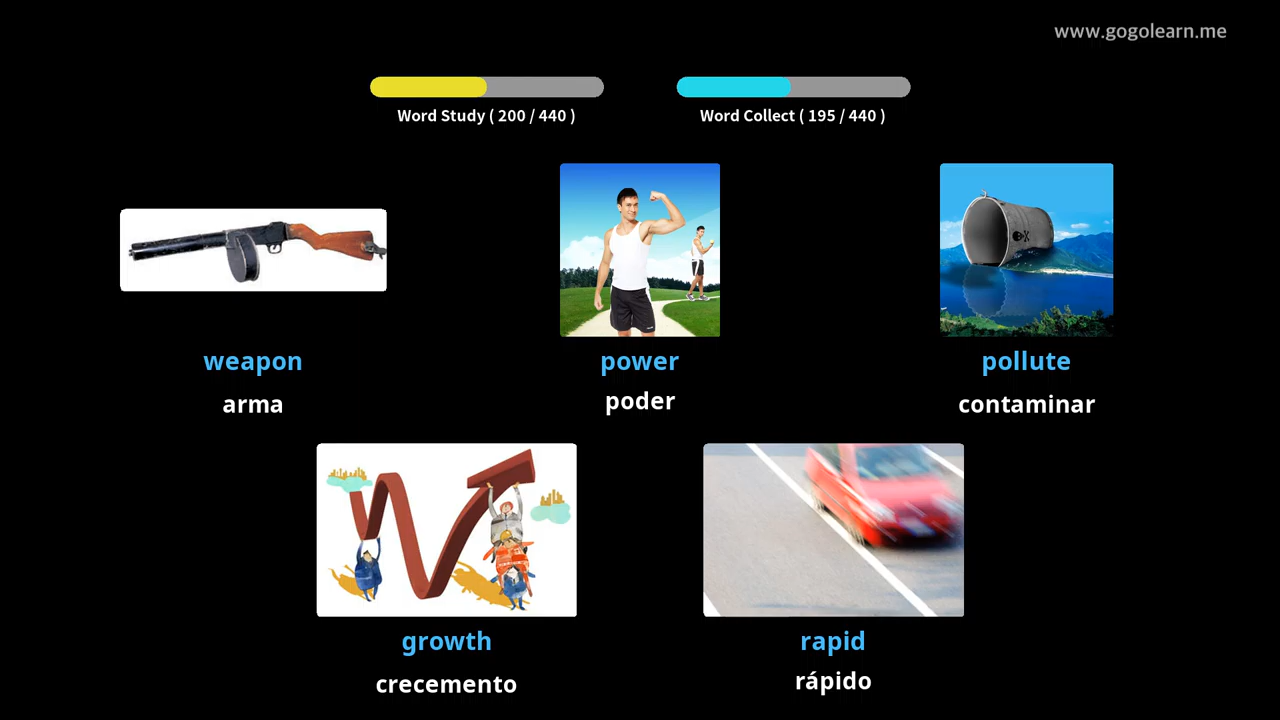 www.gogolearn.me
Word Study ( 200 / 440 )
Word Collect ( 195 / 440 )
weapon
arma
power
poder
pollute
contaminar
growth
crecemento
rapid
rápido